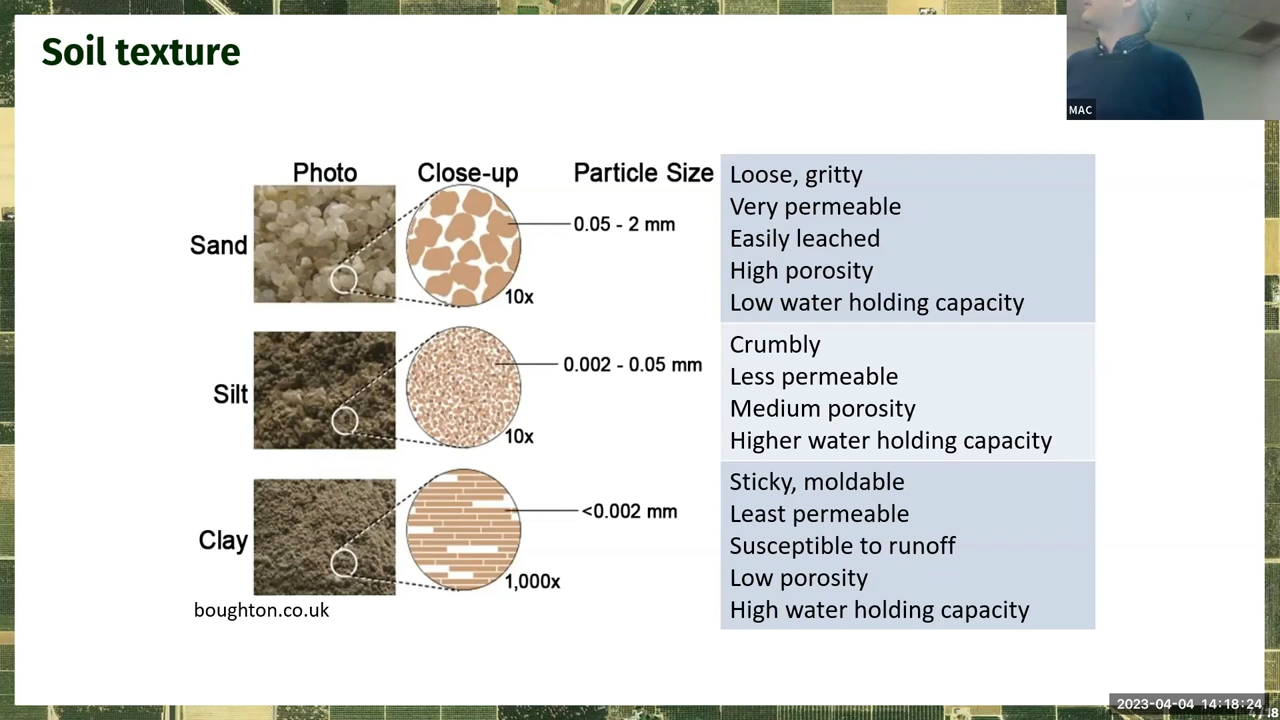 Soil texture
MAC
Photo
Close-up
Particle Size
Sand
10x
0.05 - 2 mm
Loose, gritty
Very permeable
Easily leached
High porosity
Low water holding capacity
Silt
10x
0.002 - 0.05 mm
Crumbly
Less permeable
Medium porosity
Higher water holding capacity
Clay
1,000x
<0.002 mm
Sticky, moldable
Least permeable
Susceptible to runoff
Low porosity
High water holding capacity
boughton.co.uk
2023-04-04 14:18:24